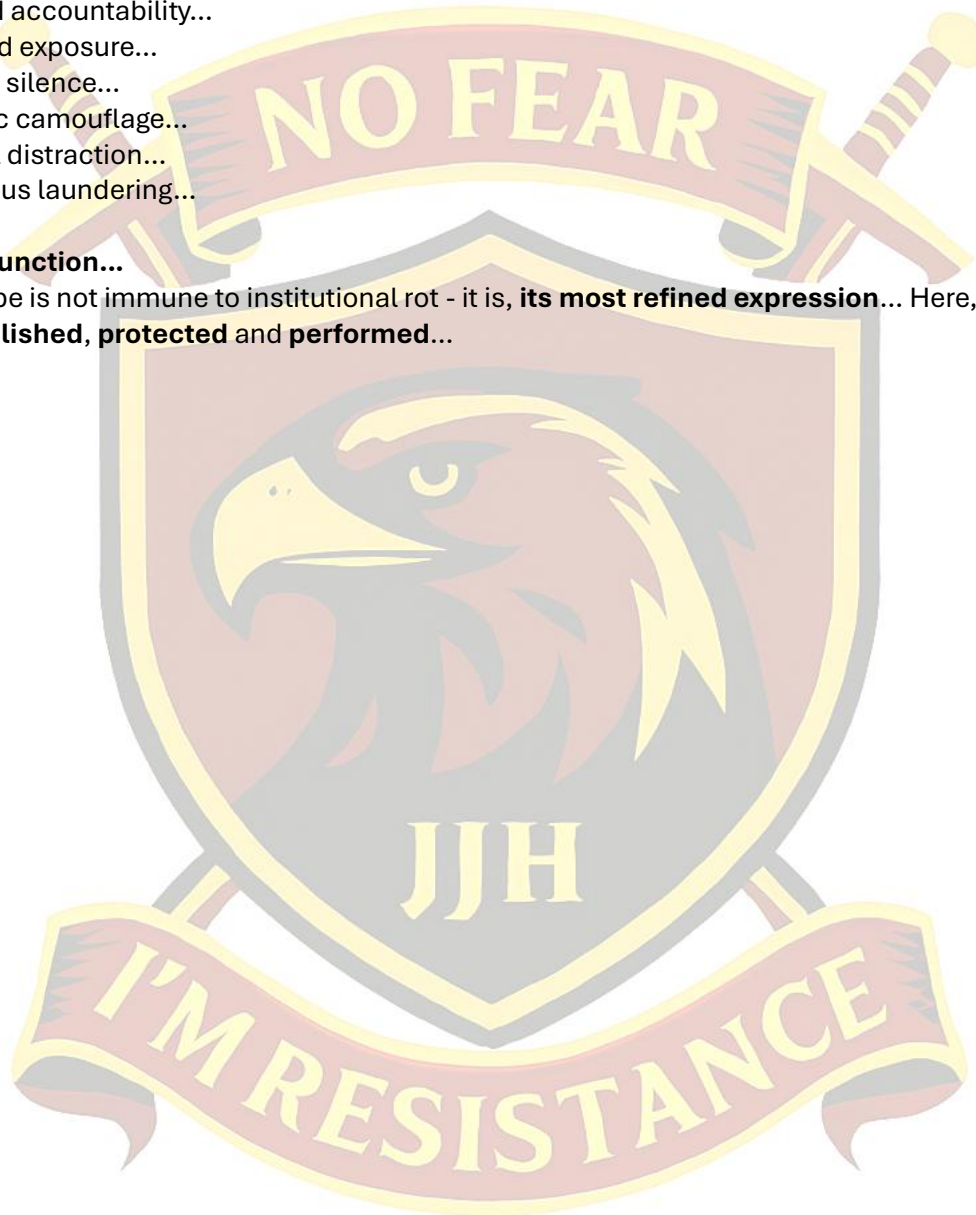 accountability...
d exposure...
silence...
c camouflage...
distraction...
us laundering...
unction...
pe is not immune to institutional rot - it is, its most refined expression... Here,
lished, protected and performed...
NO FEAR
JJH
I'M RESISTANCE